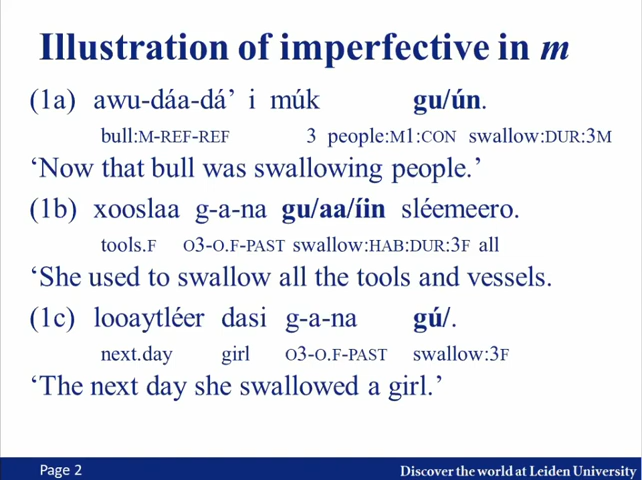 Illustration of imperfective in m
(1a) awu-dáa-dá’ i múk gu/ún.
bull:M-REF-REF 3 people:M1:CON swallow:DUR:3M
‘Now that bull was swallowing people.’
(1b) xooslaa g-a-na gu/aa/íin sléemeero.
tools.F O3-O.F-PAST swallow:HAB:DUR:3F all
‘She used to swallow all the tools and vessels.
(1c) looaytléer dasi g-a-na gú/.
next.day girl O3-O.F-PAST swallow:3F
‘The next day she swallowed a girl.’
Page 2 Discover the world at Leiden University